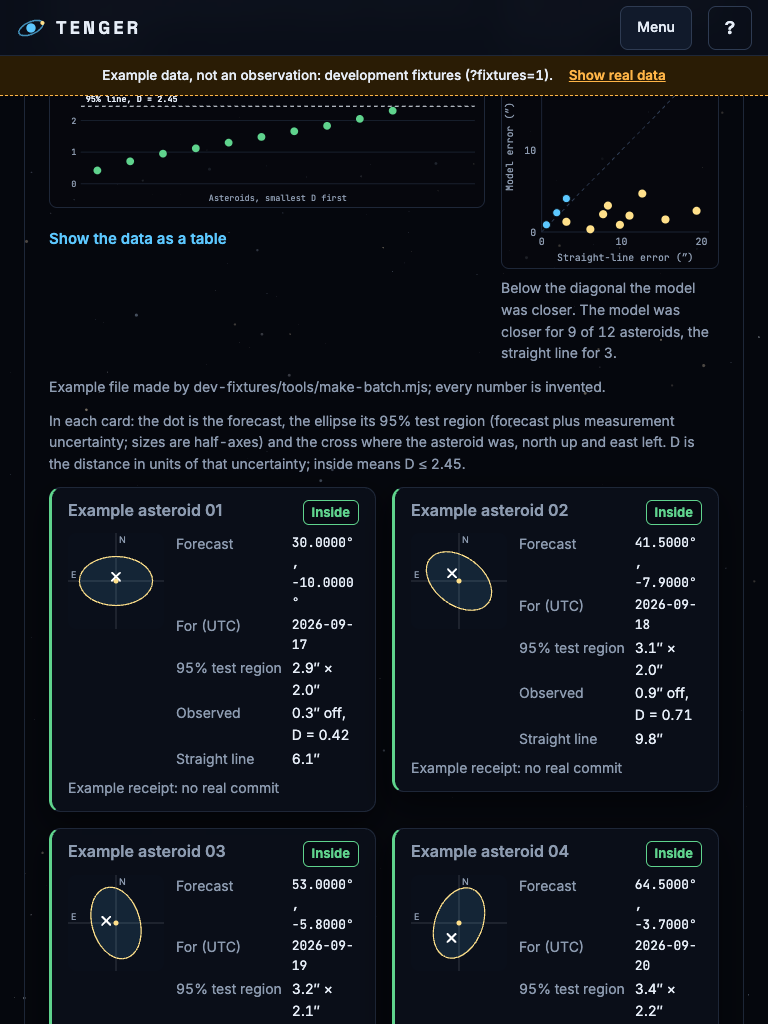 TENGER
Menu
?
Example data, not an observation: development fixtures (?fixtures=1). Show real data
95% line, D = 2.45
2
1
0
Asteroids, smallest D first
Show the data as a table
Model error (″)
10
0
0
10
20
Straight-line error (″)
Below the diagonal the model
was closer. The model was
closer for 9 of 12 asteroids, the
straight line for 3.
Example file made by dev-fixtures/tools/make-batch.mjs; every number is invented.
In each card: the dot is the forecast, the ellipse its 95% test region (forecast plus measurement
uncertainty; sizes are half-axes) and the cross where the asteroid was, north up and east left. D is
the distance in units of that uncertainty; inside means D ≤ 2.45.
Example asteroid 01
Inside
N
E
Forecast
30.0000°
,
-10.0000
°
For (UTC)
2026-09-
17
95% test region
2.9″ ×
2.0″
Observed
0.3″ off,
D = 0.42
Straight line
6.1″
Example receipt: no real commit
Example asteroid 02
Inside
N
E
Forecast
41.5000°
,
-7.9000°
For (UTC)
2026-09-
18
95% test region
3.1″ ×
2.0″
Observed
0.9″ off,
D = 0.71
Straight line
9.8″
Example receipt: no real commit
Example asteroid 03
Inside
N
E
Forecast
53.0000°
,
-5.8000°
For (UTC)
2026-09-
19
95% test region
3.2″ ×
2.1″
Example asteroid 04
Inside
N
E
Forecast
64.5000°
,
-3.7000°
For (UTC)
2026-09-
20
95% test region
3.4″ ×
2.2″